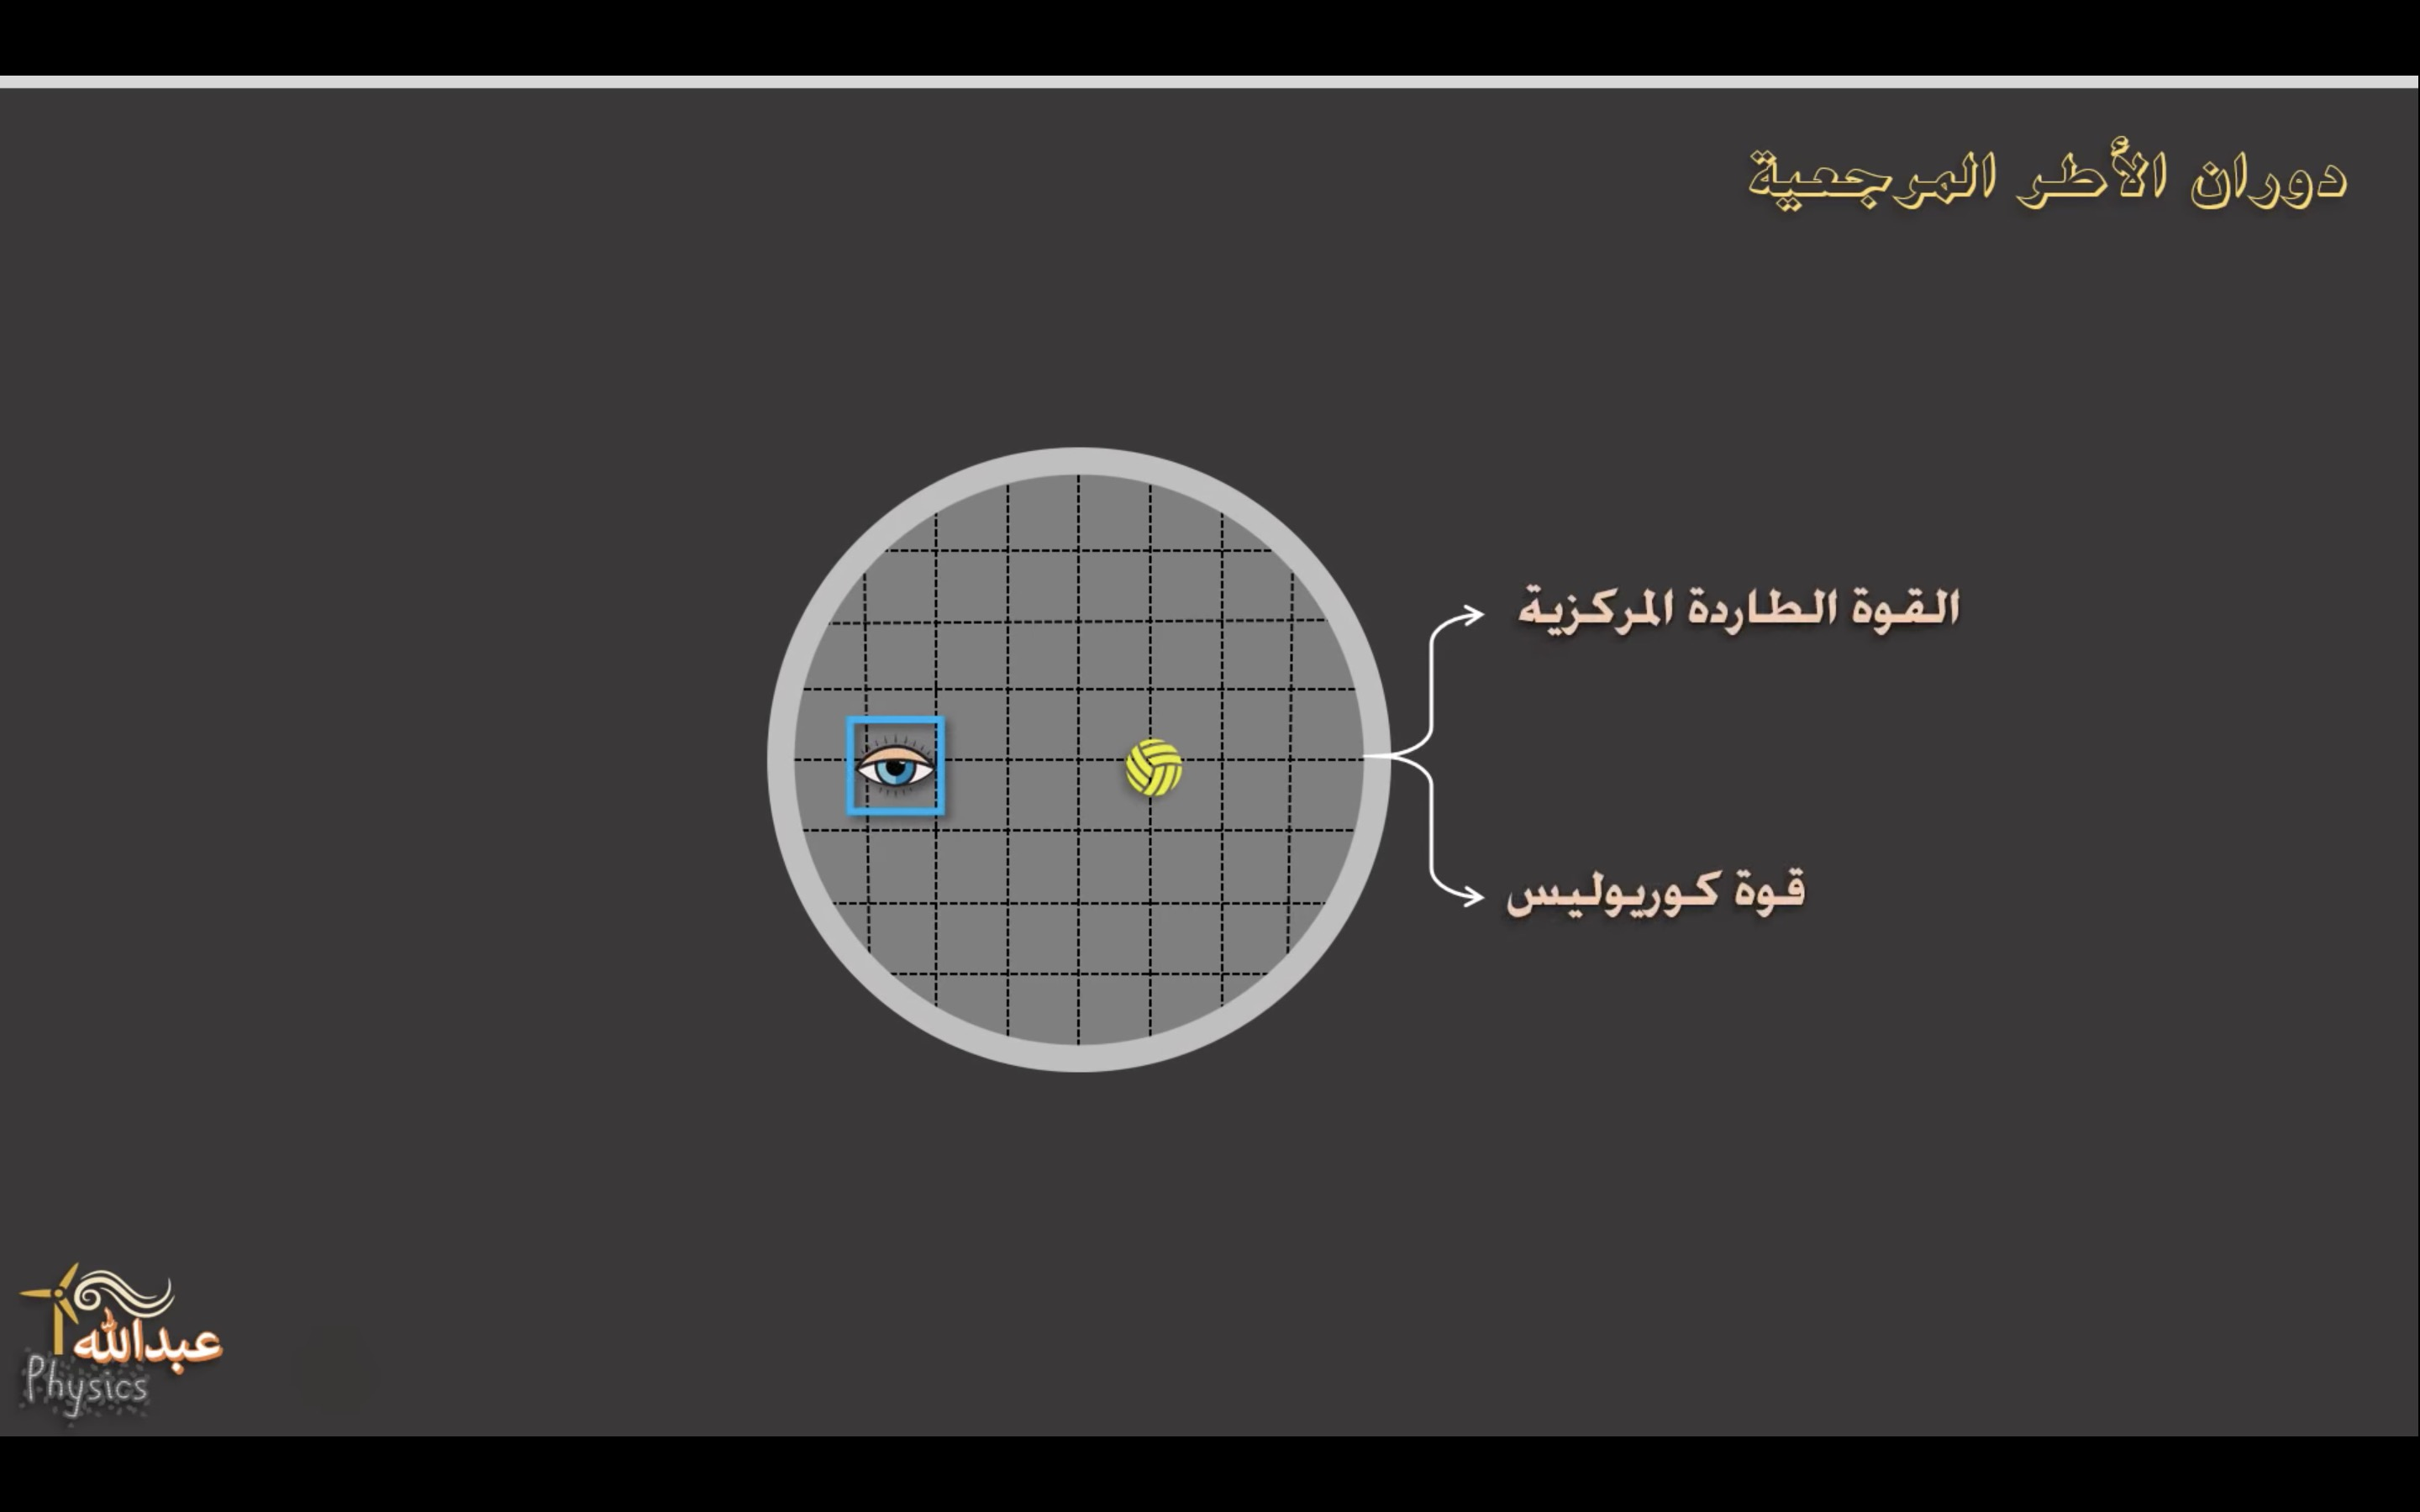 دوران الأطر المرجعية
القوة الطاردة المركزية
قوة كوريوليس
عبدالله
Physics